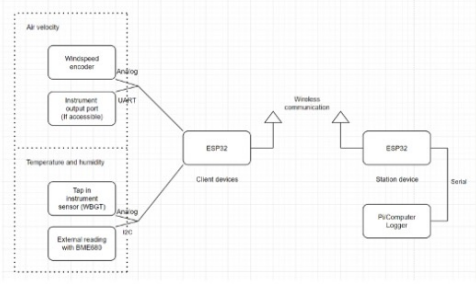 Air velocity
Windspeed
encoder
Analog
Instrument
output port
(If accessible)
UART
Temperature and humidity
Tap in
instrument
sensor (WBGT)
Analog
I2C
External reading
with BME680
ESP32
Client devices
Wireless
communication
ESP32
Station device
Serial
Pi/Computer
Logger